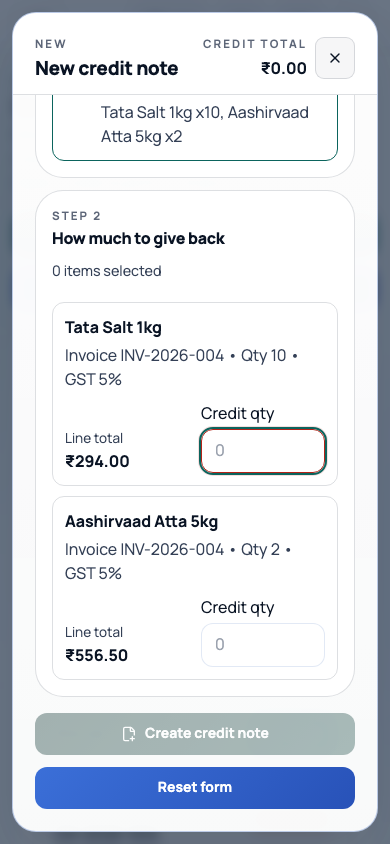 NEW
CREDIT TOTAL
New credit note
₹0.00
Tata Salt 1kg x10, Aashirvaad
Atta 5kg x2
STEP 2
How much to give back
0 items selected
Tata Salt 1kg
Invoice INV-2026-004 • Qty 10 •
GST 5%
Credit qty
Line total
₹294.00
0
Aashirvaad Atta 5kg
Invoice INV-2026-004 • Qty 2 •
GST 5%
Credit qty
Line total
₹556.50
0
Create credit note
Reset form